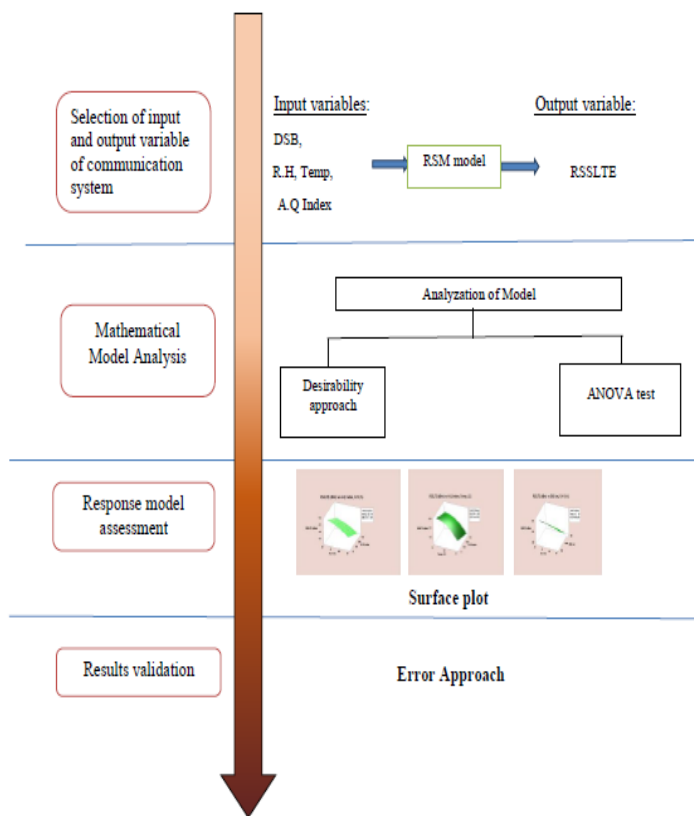 Selection of input
and output variable
of communication
system
Input variables:
DSB,
R.H, Temp,
A.Q Index
RSM model
Output variable:
RSSLTE
Mathematical
Model Analysis
Analyzation of Model
Desirability
approach
ANOVA test
Response model
assessment
Surface plot
Results validation
Error Approach